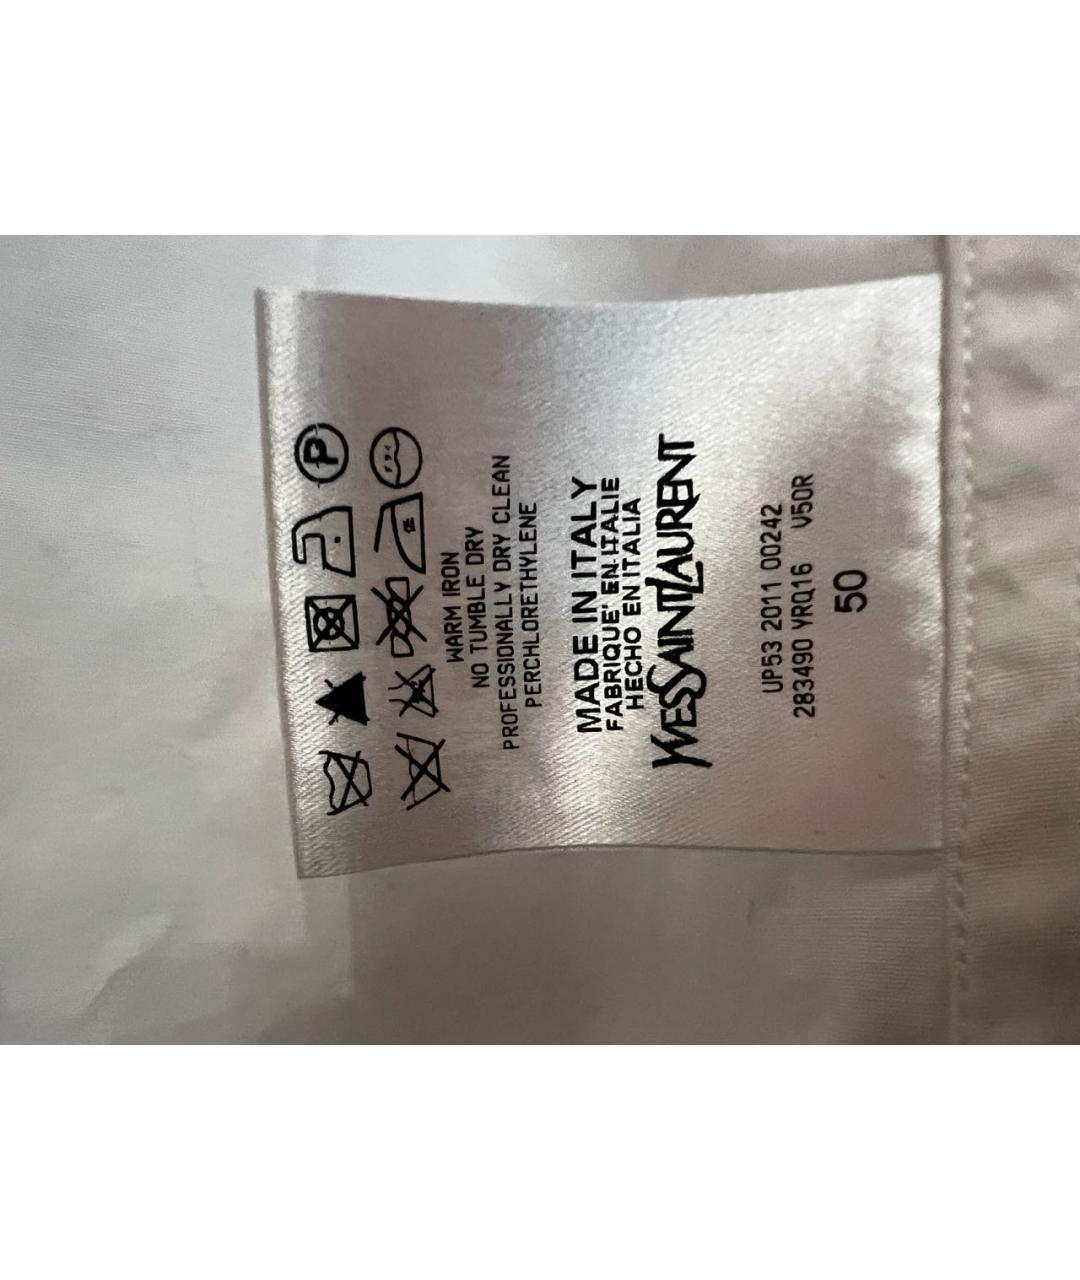 WARM IRON
NO TUMBLE DRY
PROFESSIONALLY DRY CLEAN
PERCHLORETHYLENE
MADE IN ITALY
FABRIQUE' EN ITALIE
HECHO EN ITALIA
YVESSAINTLAURENT
UP53 2011 00242
283490 YRQ16 V50R
50